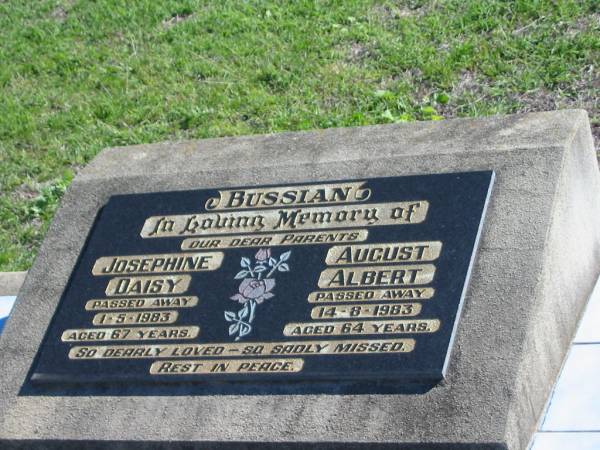 Bussian
In Loving Memory of
our dear Parents
Josephine
Daisy
passed away
1-5-1983
aged 67 years.
August
Albert
passed away
14-8-1983
aged 64 years.
So dearly loved – so sadly missed.
Rest in peace.